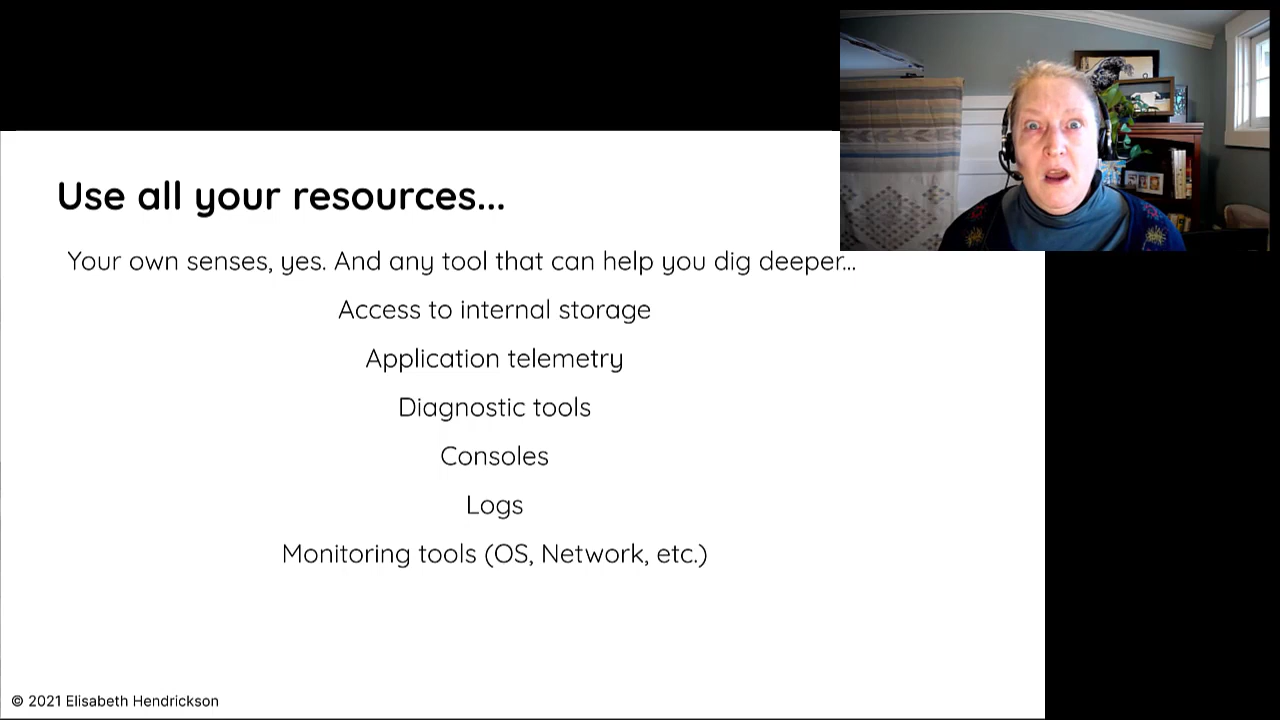 Use all your resources...
Your own senses, yes. And any tool that can help you dig deeper...
Access to internal storage
Application telemetry
Diagnostic tools
Consoles
Logs
Monitoring tools (OS, Network, etc.)
© 2021 Elisabeth Hendrickson